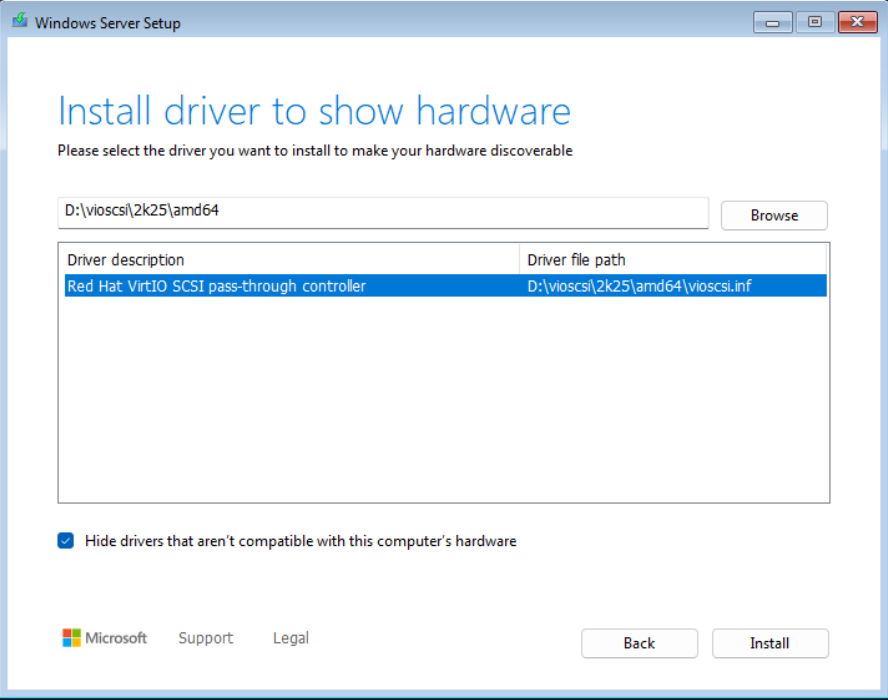 Windows Server Setup
Install driver to show hardware
Please select the driver you want to install to make your hardware discoverable
D:\vioscsi\2k25\amd64
Browse
Driver description Driver file path
Red Hat VirtIO SCSI pass-through controller D:\vioscsi\2k25\amd64\vioscsi.inf
Hide drivers that aren't compatible with this computer's hardware
Microsoft Support Legal Back Install